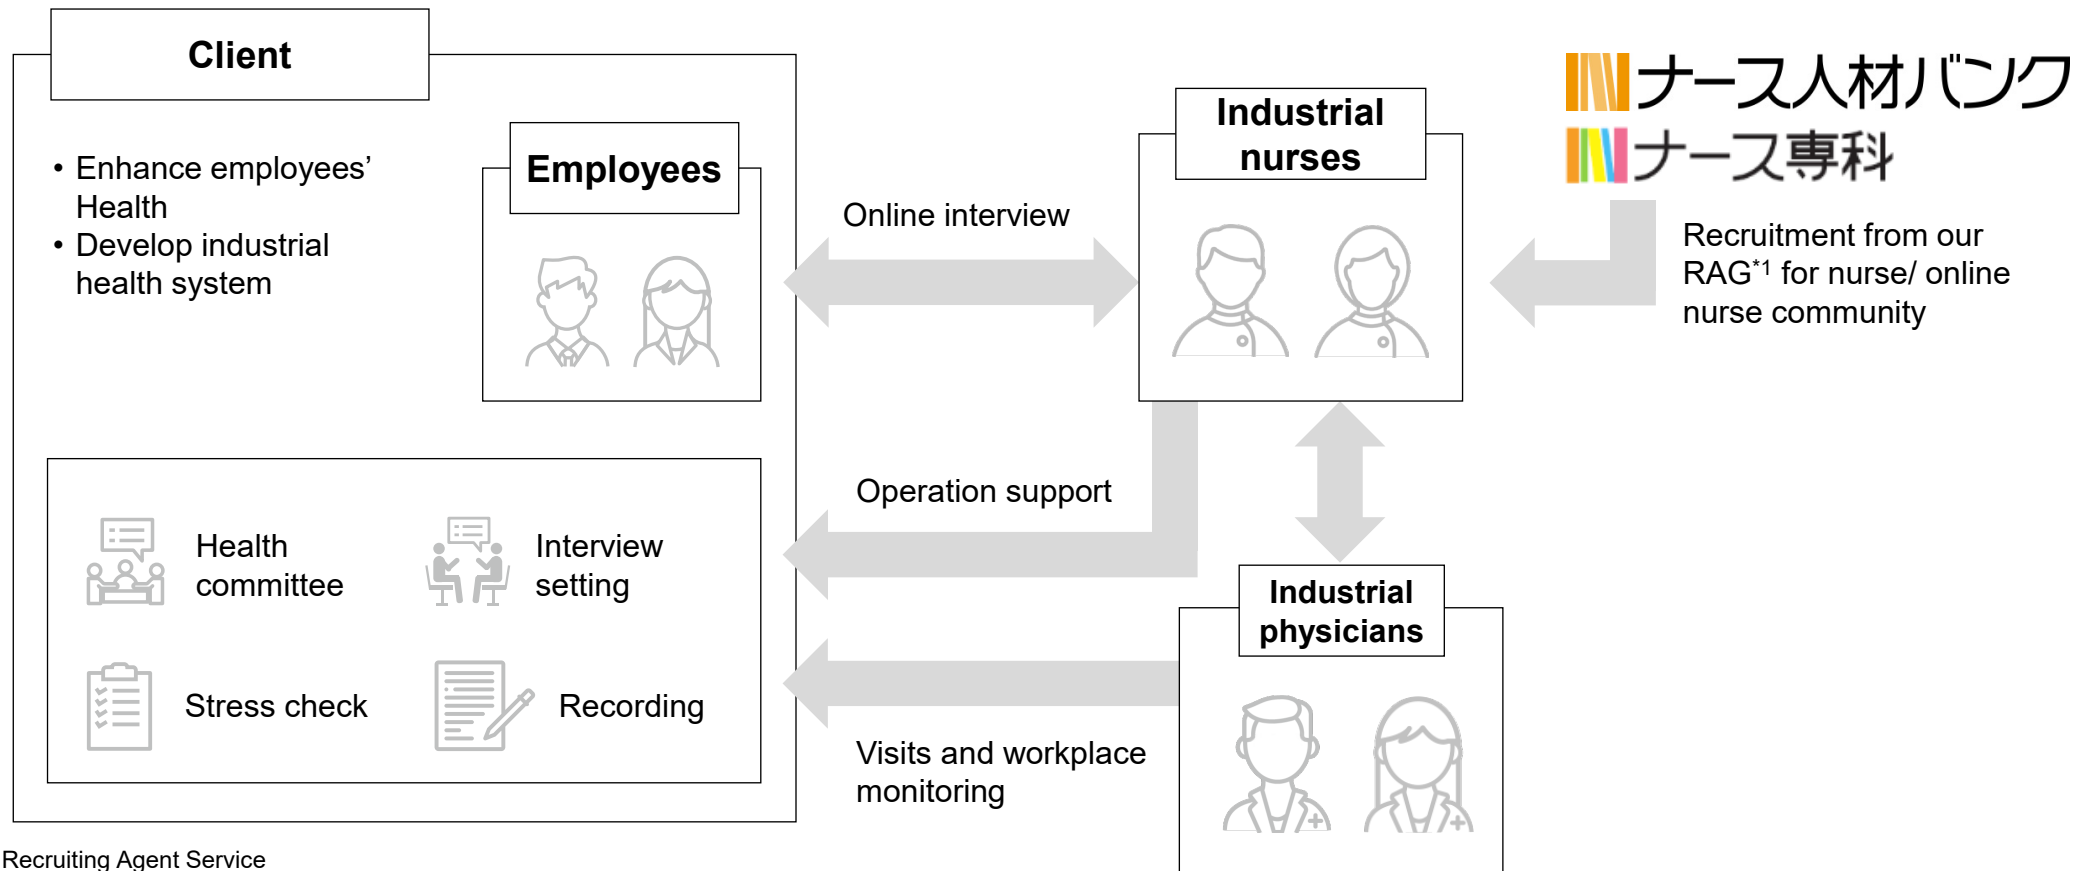 Client
• Enhance employees’
Health
• Develop industrial
health system
Employees
Online interview
Industrial
nurses
ナース人材バンク
ナース専科
Recruitment from our
RAG*1 for nurse/ online
nurse community
Health
committee
Interview
setting
Stress check
Recording
Operation support
Visits and workplace
monitoring
Industrial
physicians
Recruiting Agent Service